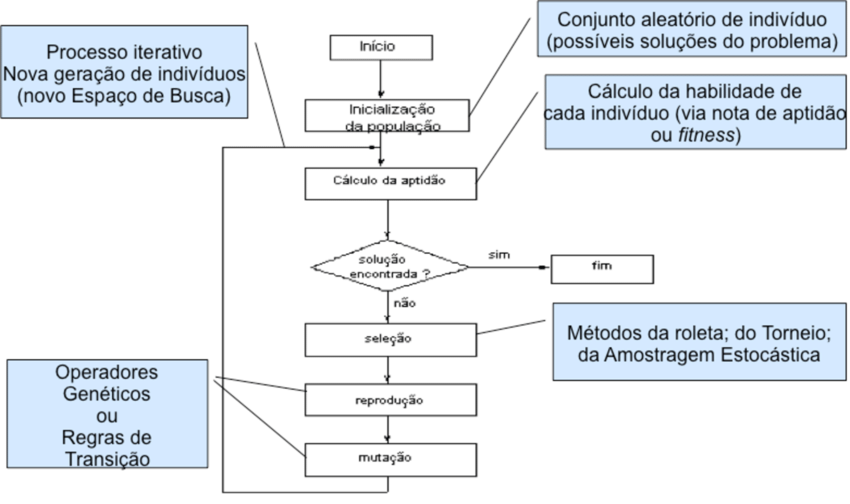 Conjunto aleatório de indivíduo
(possíveis soluções do problema)
Processo iterativo
Nova geração de indivíduos
(novo Espaço de Busca)
Início
Cálculo da habilidade de
cada indivíduo (via nota de aptidão
ou fitness)
Inicialização
da população
Cálculo da aptidão
solução
encontrada ?
sim
fim
não
seleção
Métodos da roleta; do Torneio;
da Amostragem Estocástica
Operadores
Genéticos
ou
Regras de
Transição
reprodução
mutação